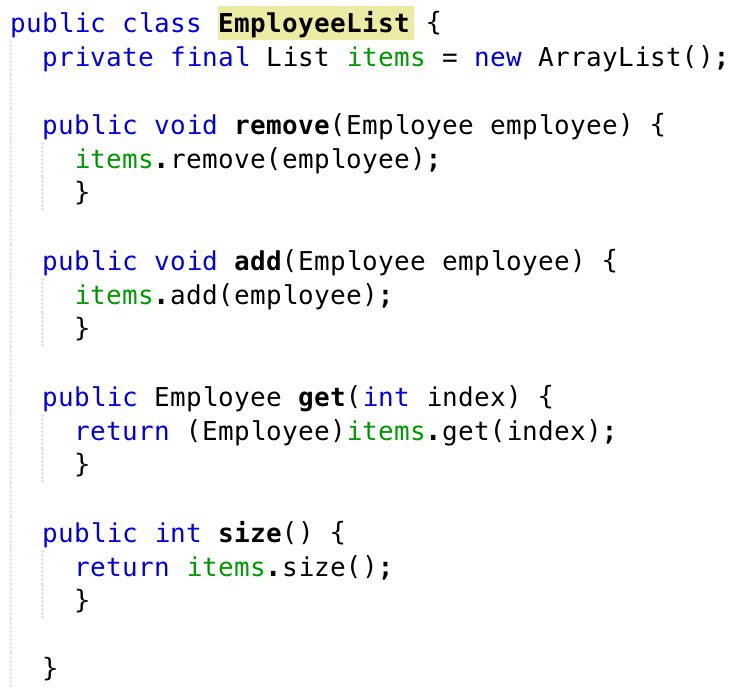 public class EmployeeList {
  private final List items = new ArrayList();

  public void remove(Employee employee) {
    items.remove(employee);
    }

  public void add(Employee employee) {
    items.add(employee);
    }

  public Employee get(int index) {
    return (Employee)items.get(index);
    }

  public int size() {
    return items.size();
    }

  }